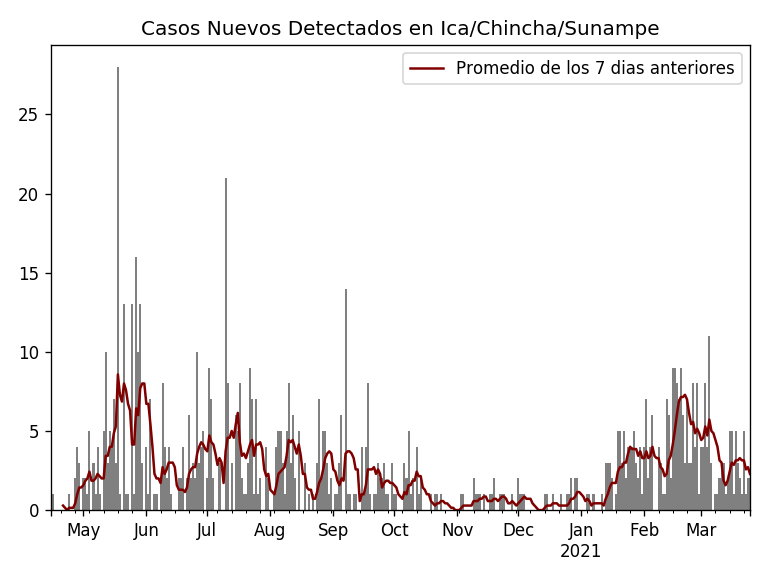 Casos Nuevos Detectados en Ica/Chincha/Sunampe
Promedio de los 7 dias anteriores
25
20
15
10
5
0
May Jun Jul Aug Sep Oct Nov Dec Jan Feb Mar
2021